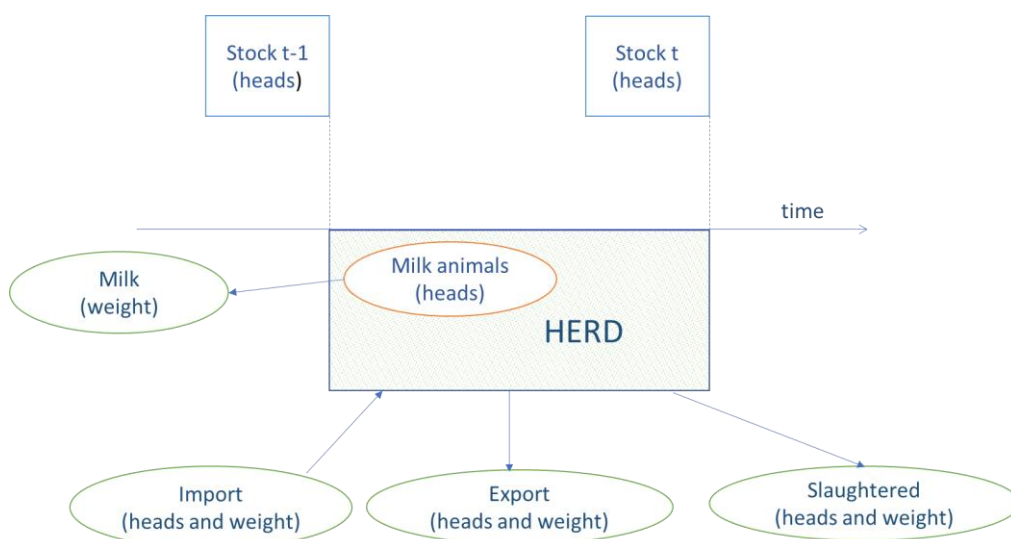 Stock t-1
(heads)
Stock t
(heads)
time
Milk
(weight)
Milk animals
(heads)
HERD
Import
(heads and weight)
Export
(heads and weight)
Slaughtered
(heads and weight)